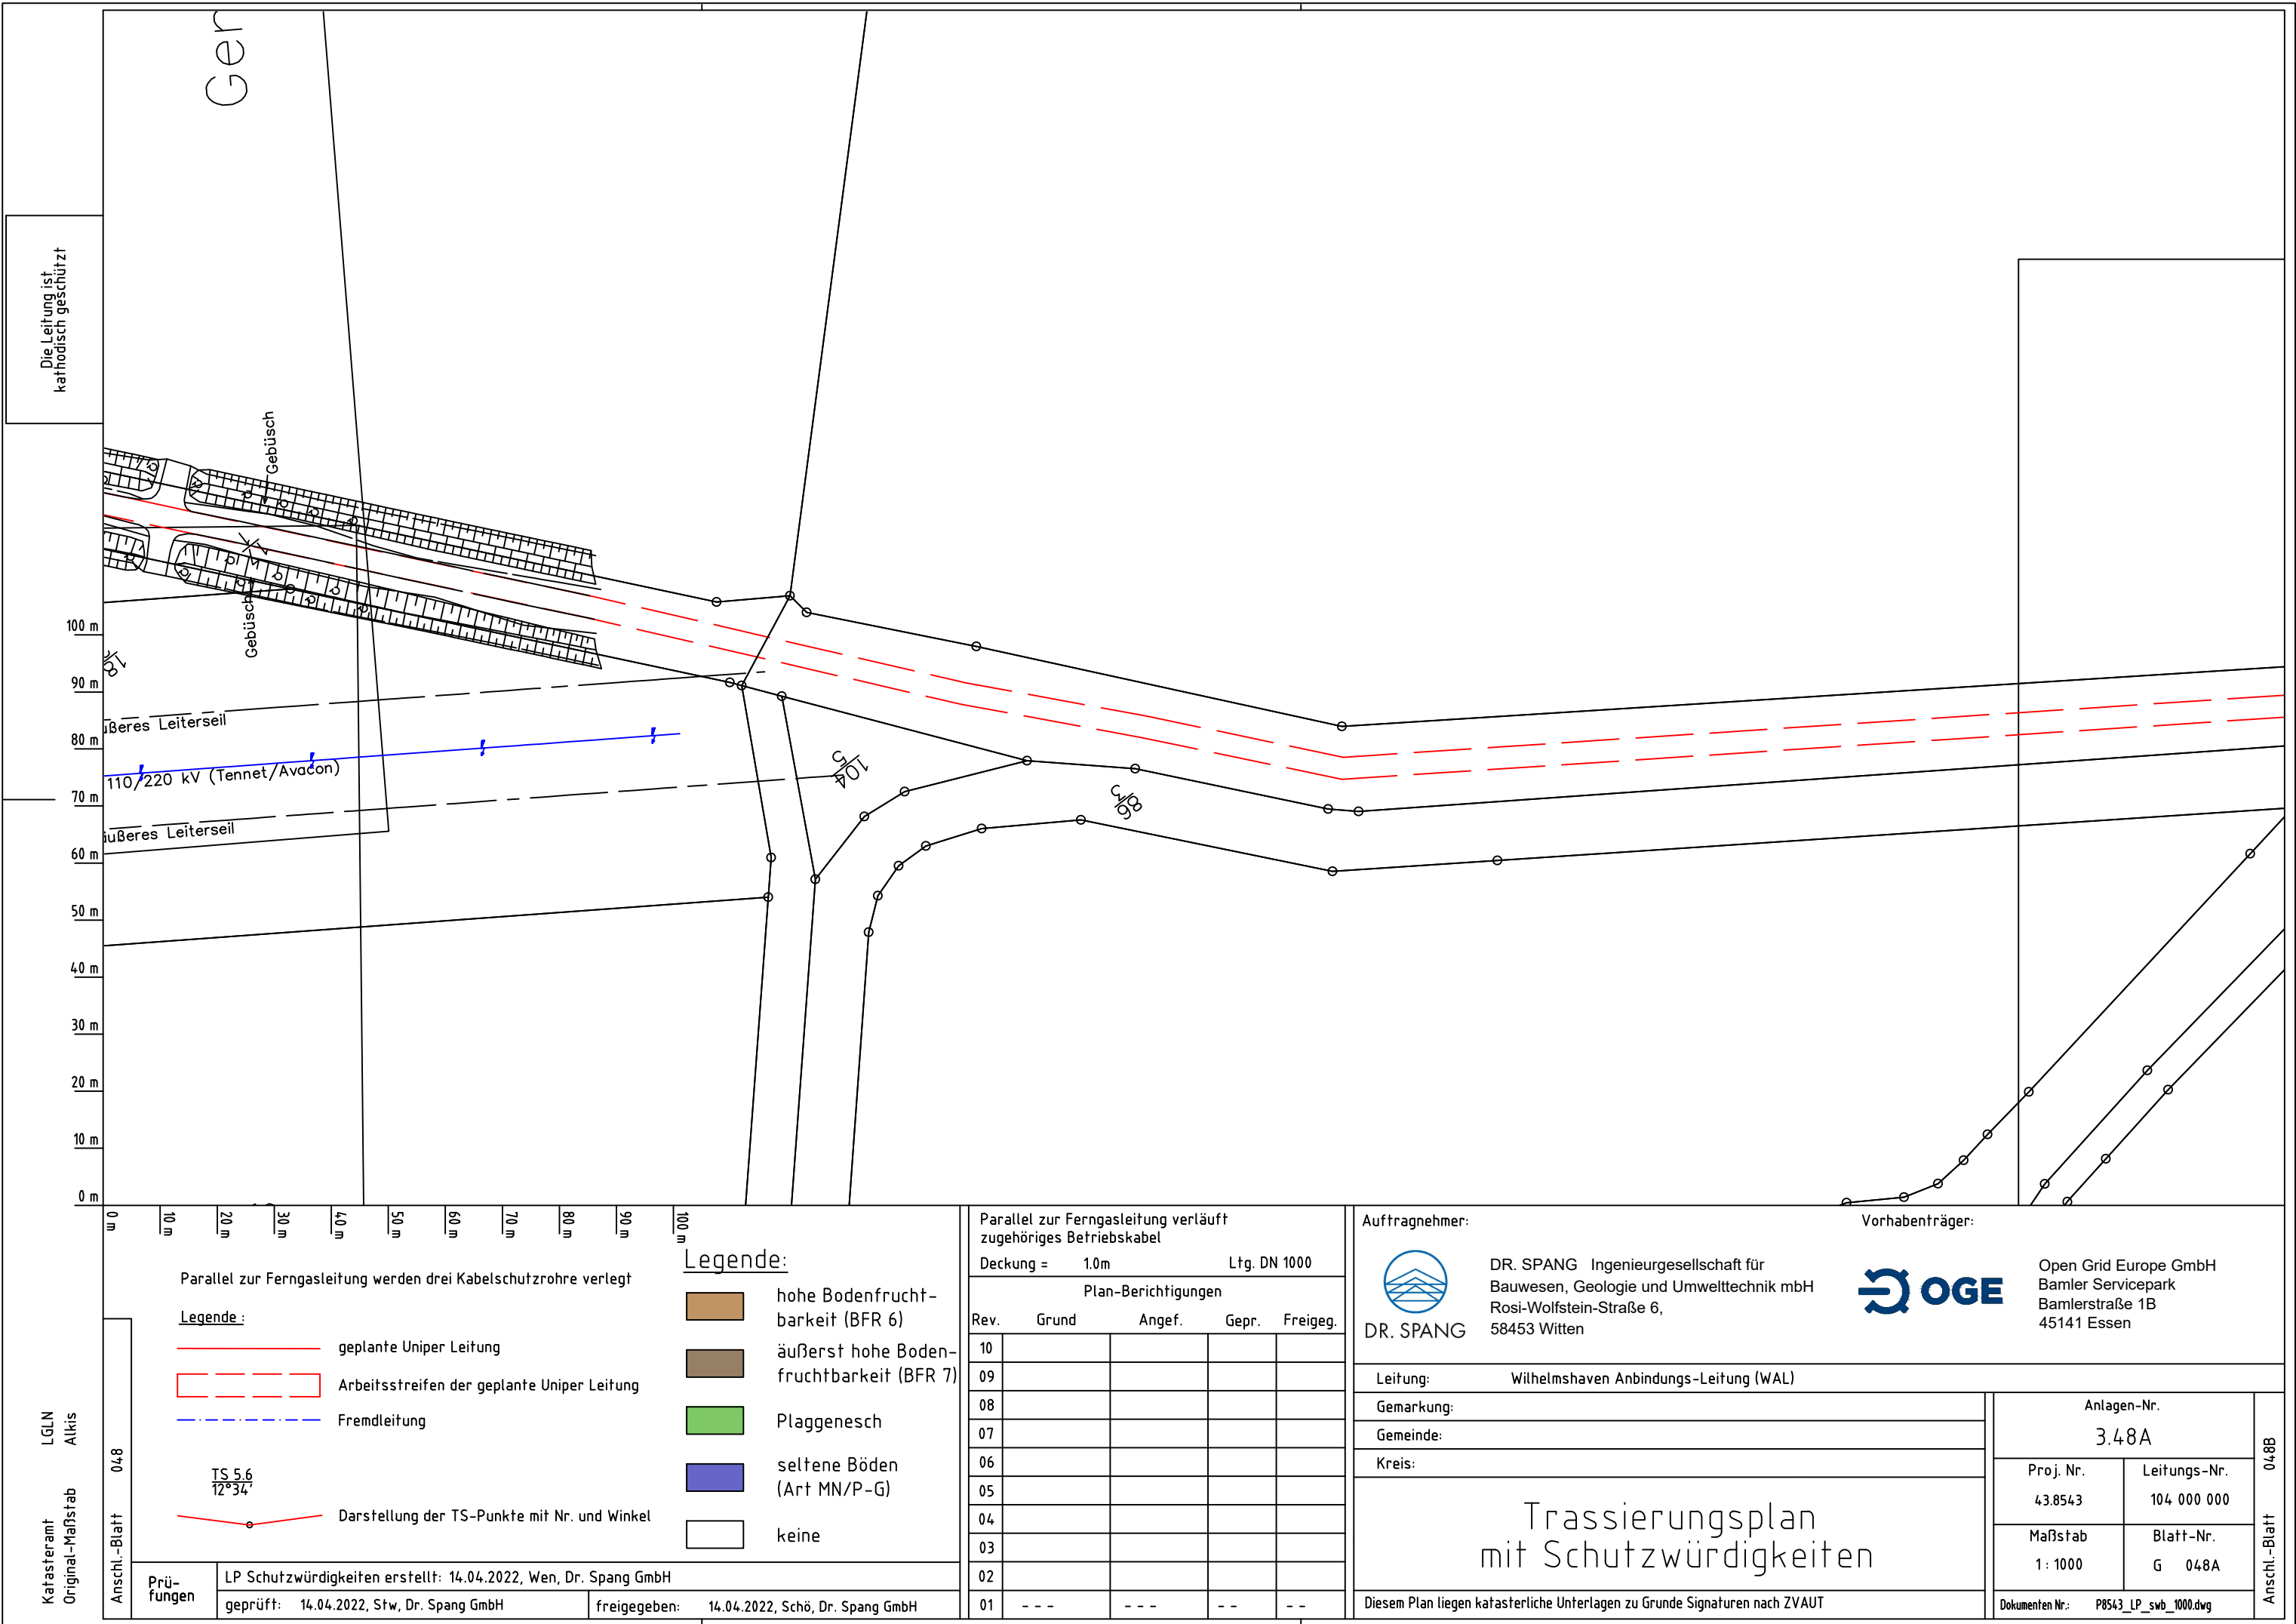 Ger
Die Leitung ist
kathodisch geschützt
Gebüsch
Gebüsch
100 m
90 m
80 m
70 m
60 m
50 m
40 m
30 m
20 m
10 m
0 m
ußeres Leiterseil
110/220 kV (Tennet/Avacon)
äußeres Leiterseil
104
5
86
3
18
0 m
10 m
20 m
30 m
40 m
50 m
60 m
70 m
80 m
90 m
100 m
Parallel zur Ferngasleitung werden drei Kabelschutzrohre verlegt
Legende :
geplante Uniper Leitung
Arbeitsstreifen der geplante Uniper Leitung
Fremdleitung
TS 5.6
12°34'
Darstellung der TS-Punkte mit Nr. und Winkel
Legende:
hohe Bodenfrucht-
barkeit (BFR 6)
äußerst hohe Boden-
fruchtbarkeit (BFR 7)
Plaggenesch
seltene Böden
(Art MN/P-G)
keine
Katasteramt LGLN
Original-Maßstab Alkis
Anschl.-Blatt 048
Prü-
fungen
LP Schutzwürdigkeiten erstellt: 14.04.2022, Wen, Dr. Spang GmbH
geprüft: 14.04.2022, Stw, Dr. Spang GmbH
freigegeben: 14.04.2022, Schö, Dr. Spang GmbH
Parallel zur Ferngasleitung verläuft
zugehöriges Betriebskabel
Deckung = 1.0m Ltg. DN 1000
Plan-Berichtigungen
Rev. Grund Angef. Gepr. Freigeg.
10
09
08
07
06
05
04
03
02
01 --- --- -- --
Auftragnehmer:
DR. SPANG
DR. SPANG Ingenieurgesellschaft für
Bauwesen, Geologie und Umwelttechnik mbH
Rosi-Wolfstein-Straße 6,
58453 Witten
Vorhabenträger:
OGE
Open Grid Europe GmbH
Bamler Servicepark
Bamlerstraße 1B
45141 Essen
Leitung: Wilhelmshaven Anbindungs-Leitung (WAL)
Gemarkung:
Gemeinde:
Kreis:
Trassierungsplan
mit Schutzwürdigkeiten
Diesem Plan liegen katasterliche Unterlagen zu Grunde Signaturen nach ZVAUT
Anlagen-Nr.
3.48A
Proj. Nr.
43.8543
Leitungs-Nr.
104 000 000
Maßstab
1 : 1000
Blatt-Nr.
G 048A
Dokumenten Nr.: P8543_LP_swb_1000.dwg
Anschl.-Blatt 048B